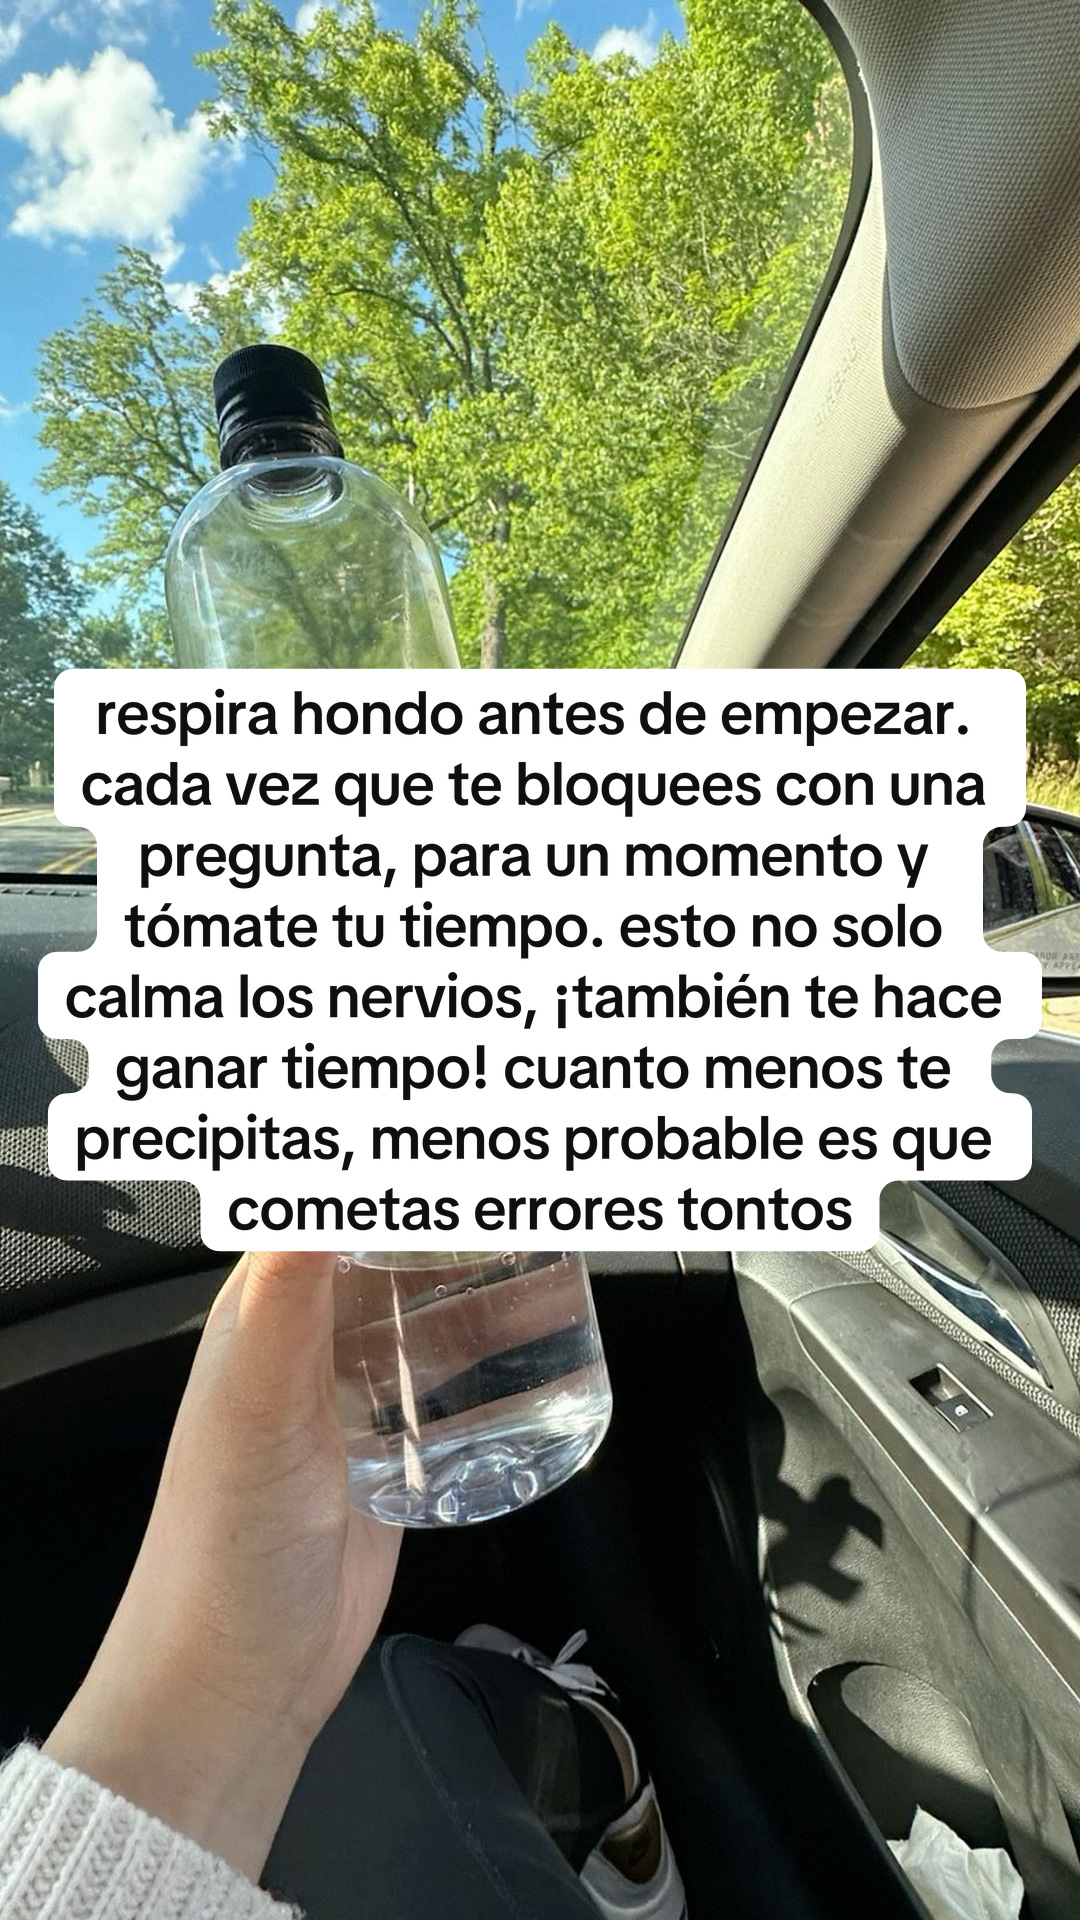 respira hondo antes de empezar.
cada vez que te bloquees con una
pregunta, para un momento y
tómate tu tiempo. esto no solo
calma los nervios, ¡también te hace
ganar tiempo! cuanto menos te
precipitas, menos probable es que
cometas errores tontos